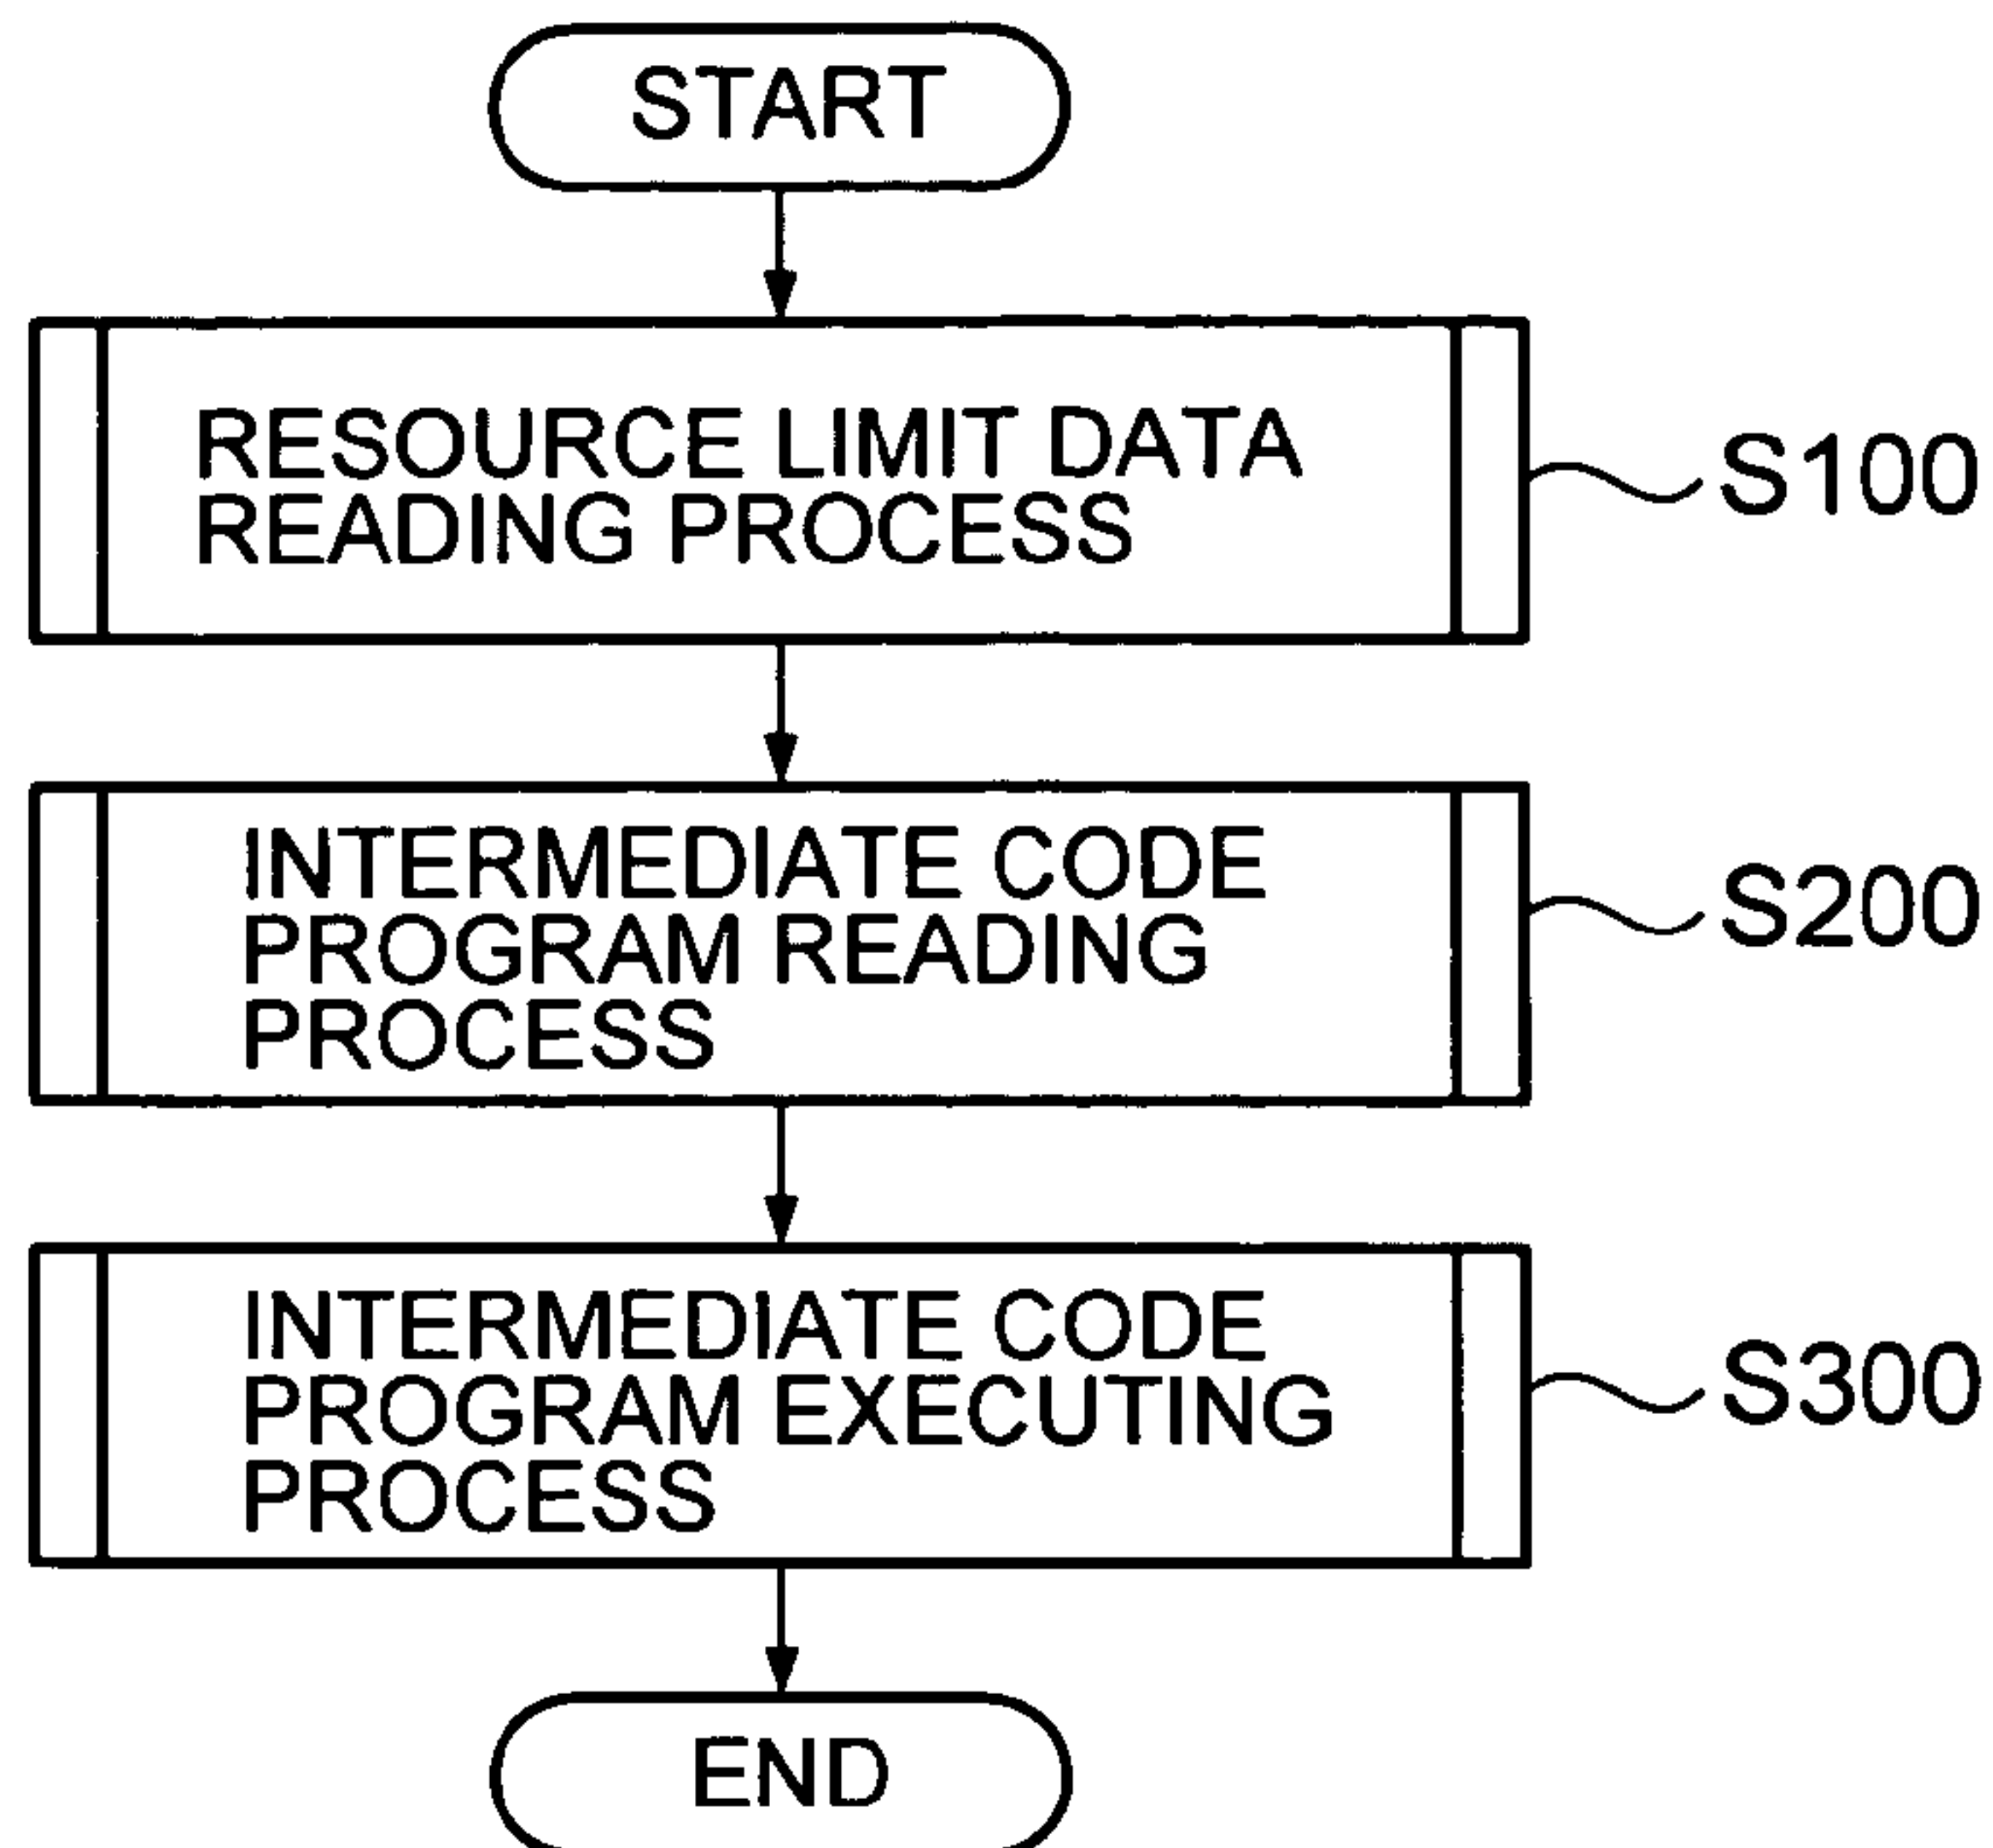 START
RESOURCE LIMIT DATA
READING PROCESS
S100
INTERMEDIATE CODE
PROGRAM READING
PROCESS
S200
INTERMEDIATE CODE
PROGRAM EXECUTING
PROCESS
S300
END